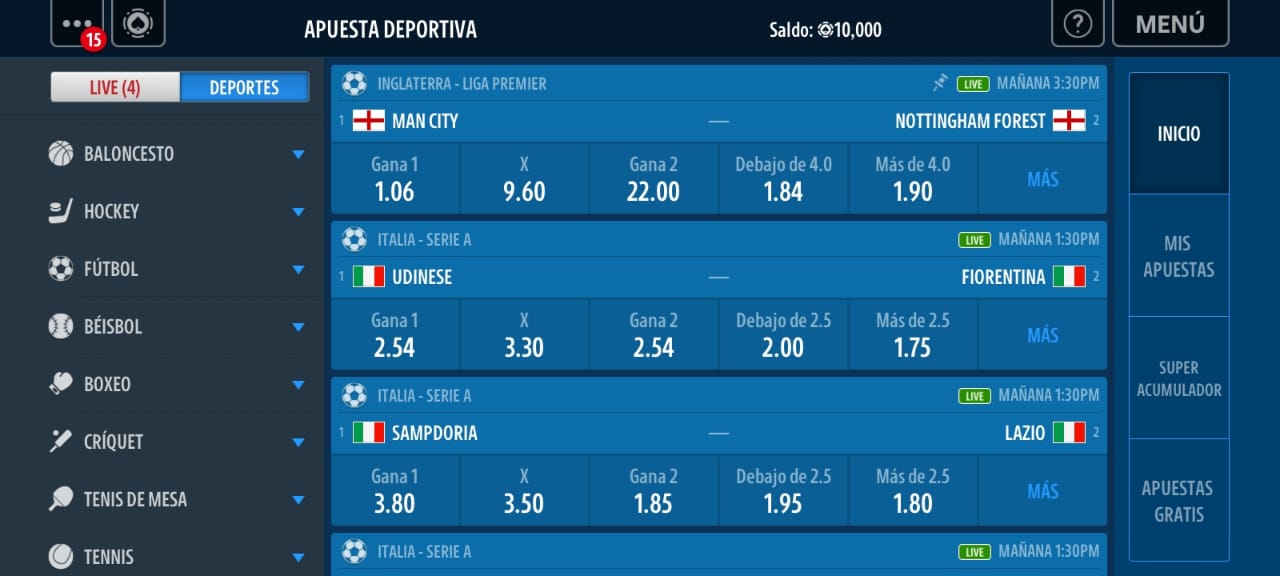 15
APUESTA DEPORTIVA
Saldo: 10,000
?
MENÚ
LIVE (4)
DEPORTES
BALONCESTO
HOCKEY
FÚTBOL
BÉISBOL
BOXEO
CRÍQUET
TENIS DE MESA
TENNIS
INGLATERRA - LIGA PREMIER
LIVE MAÑANA 3:30PM
1 MAN CITY — NOTTINGHAM FOREST 2
Gana 1 X Gana 2 Debajo de 4.0 Más de 4.0
1.06 9.60 22.00 1.84 1.90
MÁS
ITALIA - SERIE A
LIVE MAÑANA 1:30PM
1 UDINESE — FIORENTINA 2
Gana 1 X Gana 2 Debajo de 2.5 Más de 2.5
2.54 3.30 2.54 2.00 1.75
MÁS
ITALIA - SERIE A
LIVE MAÑANA 1:30PM
1 SAMPDORIA — LAZIO 2
Gana 1 X Gana 2 Debajo de 2.5 Más de 2.5
3.80 3.50 1.85 1.95 1.80
MÁS
ITALIA - SERIE A
LIVE MAÑANA 1:30PM
INICIO
MIS
APUESTAS
SUPER
ACUMULADOR
APUESTAS
GRATIS